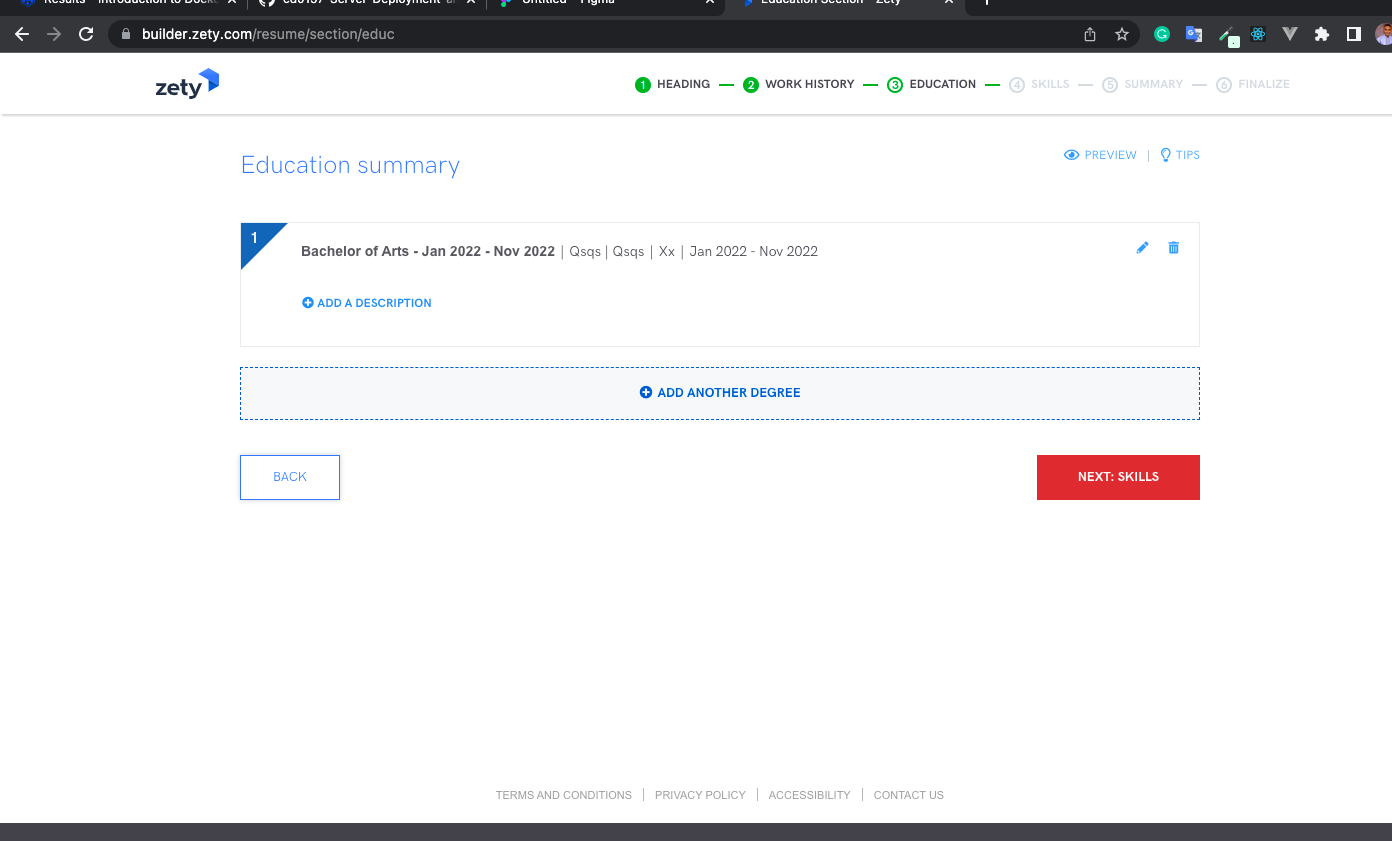 Results - Introduction to Docke
cd0157-Server-Deployment-a
Untitled – Figma
Education Section - Zety
builder.zety.com/resume/section/educ
zety
1 HEADING 2 WORK HISTORY 3 EDUCATION 4 SKILLS 5 SUMMARY 6 FINALIZE
Education summary
PREVIEW | TIPS
1
Bachelor of Arts - Jan 2022 - Nov 2022 | Qsqs | Qsqs | Xx | Jan 2022 - Nov 2022
ADD A DESCRIPTION
ADD ANOTHER DEGREE
BACK
NEXT: SKILLS
TERMS AND CONDITIONS | PRIVACY POLICY | ACCESSIBILITY | CONTACT US